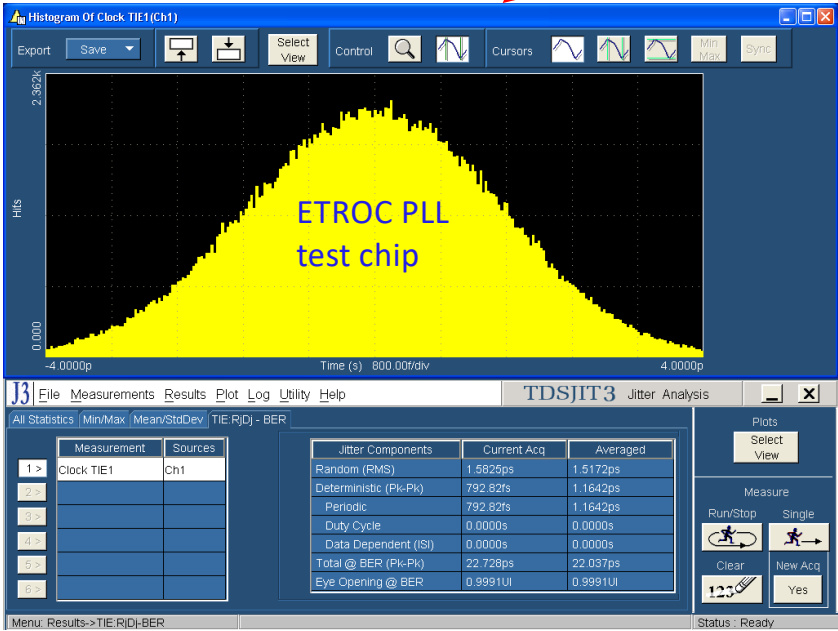 Histogram Of Clock TIE1(Ch1)
Export Save Select View Control Cursors Min Max Sync
2.362k
Hits
0.000
ETROC PLL
test chip
-4.0000p Time (s) 800.00f/div 4.0000p
J3 File Measurements Results Plot Log Utility Help TDSJIT3 Jitter Analysis
All Statistics Min/Max Mean/StdDev TIE:RjDj - BER
Measurement Sources
1 > Clock TIE1 Ch1
2 >
3 >
4 >
5 >
6 >
Jitter Components Current Acq Averaged
Random (RMS) 1.5825ps 1.5172ps
Deterministic (Pk-Pk) 792.82fs 1.1642ps
Periodic 792.82fs 1.1642ps
Duty Cycle 0.0000s 0.0000s
Data Dependent (ISI) 0.0000s 0.0000s
Total @ BER (Pk-Pk) 22.728ps 22.037ps
Eye Opening @ BER 0.9991UI 0.9991UI
Plots
Select
View
Measure
Run/Stop Single
Clear New Acq
123 Yes
Menu: Results->TIE:RjDj-BER Status : Ready